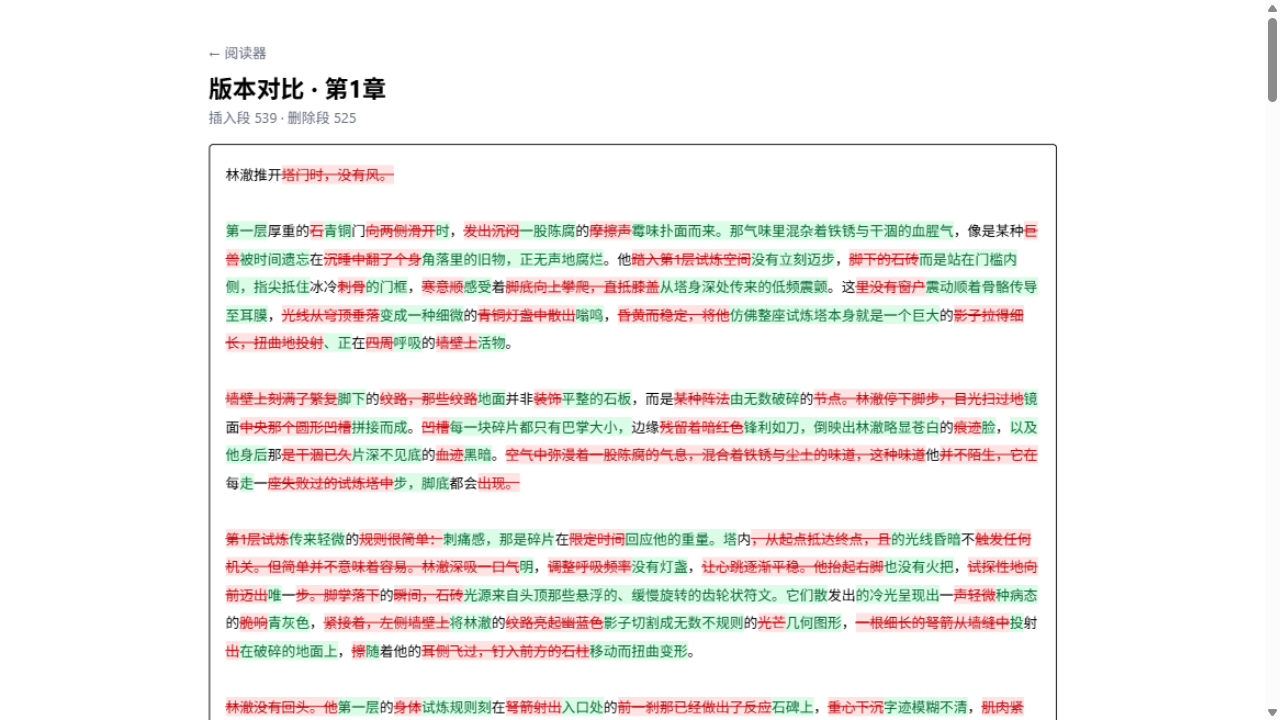 ← 阅读器
版本对比 · 第1章
插入段 539 · 删除段 525
林澈推开塔门时，没有风。
第一层厚重的石青铜门向两侧滑开时，发出沉闷一股陈腐的摩擦声霉味扑面而来。那气味里混杂着铁锈与干涸的血腥气，像是某种巨
兽被时间遗忘在沉睡中翻了个身角落里的旧物，正无声地腐烂。他踏入第1层试炼空间没有立刻迈步，脚下的石砖而是站在门槛内
侧，指尖抵住冰冷刺骨的门框，寒意顺感受着脚底向上攀爬，直抵膝盖从塔身深处传来的低频震颤。这里没有窗户震动顺着骨骼传导
至耳膜，光线从穹顶垂落变成一种细微的青铜灯盏中散出嗡鸣，昏黄而稳定，将他仿佛整座试炼塔本身就是一个巨大的影子拉得细
长，扭曲地投射、正在四周呼吸的墙壁上活物。
墙壁上刻满了繁复脚下的纹路，那些纹路地面并非装饰平整的石板，而是某种阵法由无数破碎的节点。林澈停下脚步，目光扫过地镜
面中央那个圆形凹槽拼接而成。凹槽每一块碎片都只有巴掌大小，边缘残留着暗红色锋利如刀，倒映出林澈略显苍白的痕迹脸，以及
他身后那是干涸已久片深不见底的血迹黑暗。空气中弥漫着一股陈腐的气息，混合着铁锈与尘土的味道，这种味道他并不陌生，它在
每走一座失败过的试炼塔中步，脚底都会出现。
第1层试炼传来轻微的规则很简单：刺痛感，那是碎片在限定时间回应他的重量。塔内，从起点抵达终点，且的光线昏暗不触发任何
机关。但简单并不意味着容易。林澈深吸一口气明，调整呼吸频率没有灯盏，让心跳逐渐平稳。他抬起右脚也没有火把，试探性地向
前迈出唯一步。脚掌落下的瞬间，石砖光源来自头顶那些悬浮的、缓慢旋转的齿轮状符文。它们散发出的冷光呈现出一声轻微种病态
的脆响青灰色，紧接着，左侧墙壁上将林澈的纹路亮起幽蓝色影子切割成无数不规则的光芒几何图形，一根细长的弩箭从墙缝中投射
出在破碎的地面上，擦随着他的耳侧飞过，钉入前方的石柱移动而扭曲变形。
林澈没有回头。他第一层的身体试炼规则刻在弩箭射出入口处的前一刹那已经做出了反应石碑上，重心下沉字迹模糊不清，肌肉紧